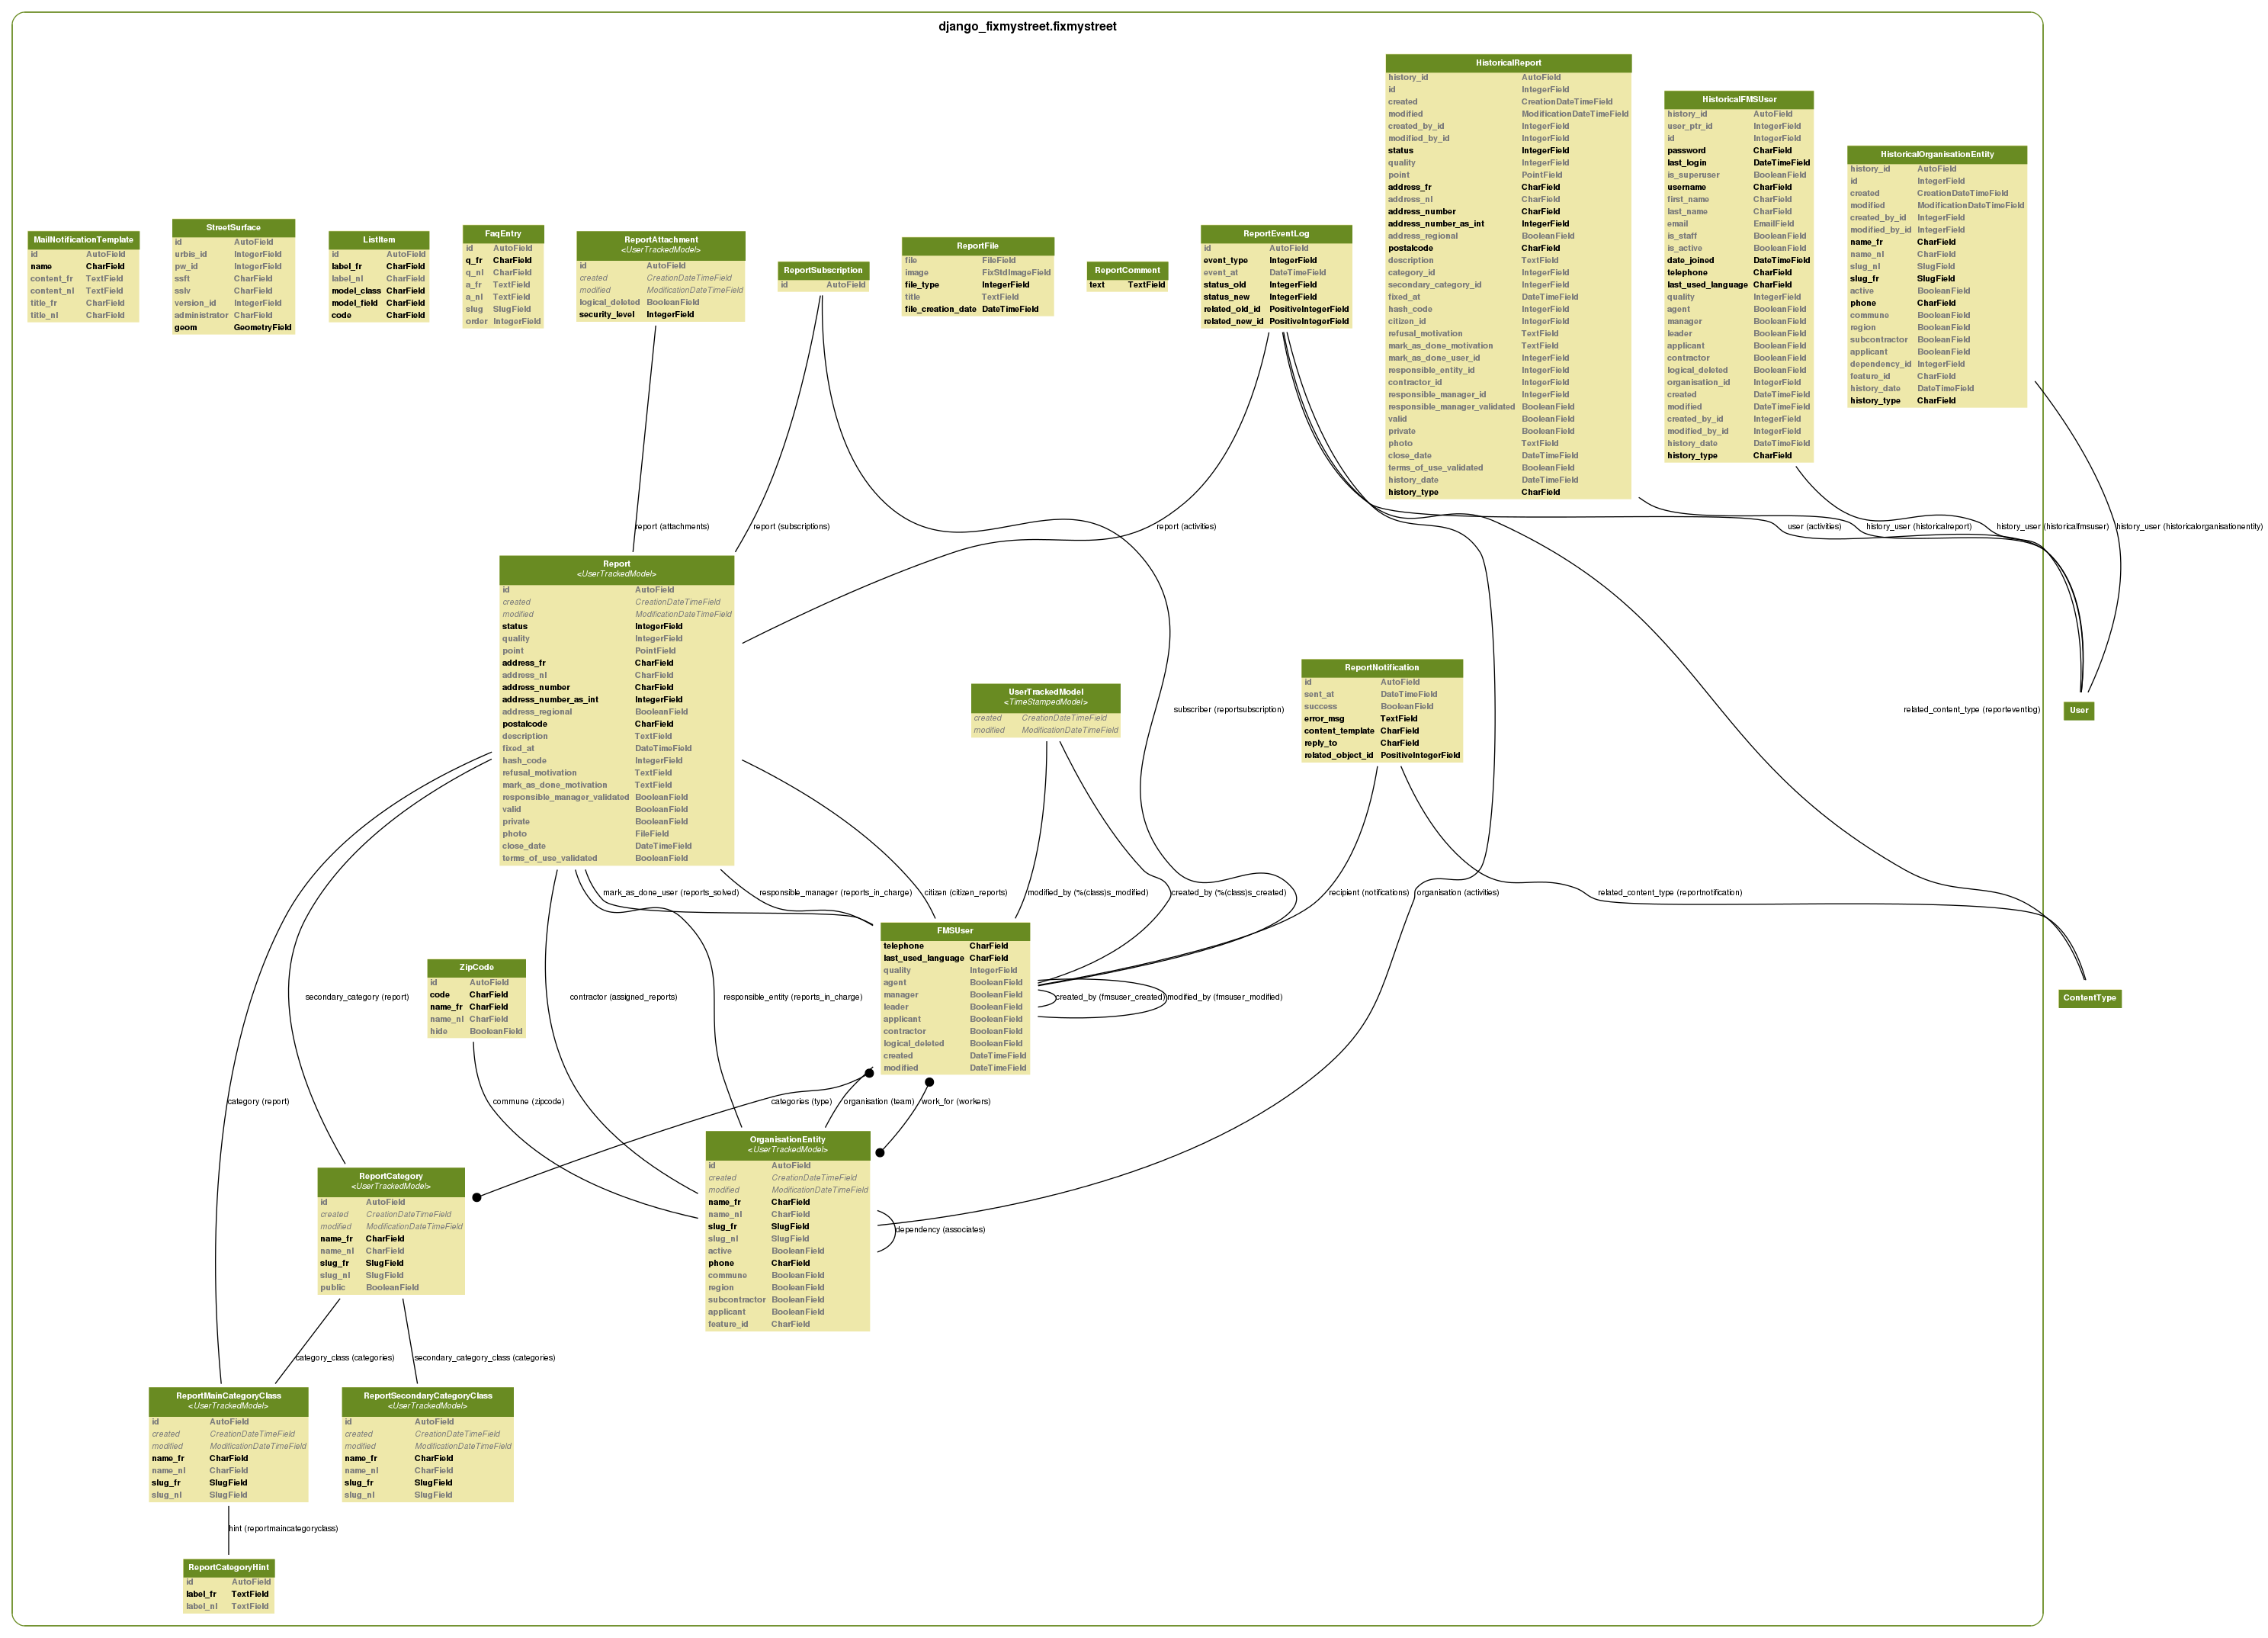 django_fixmystreet.fixmystreet
HistoricalReport
history_id AutoField
id IntegerField
created CreationDateTimeField
modified ModificationDateTimeField
created_by_id IntegerField
modified_by_id IntegerField
status IntegerField
quality IntegerField
point PointField
address_fr CharField
address_nl CharField
address_number CharField
address_number_as_int IntegerField
address_regional BooleanField
postalcode CharField
description TextField
category_id IntegerField
secondary_category_id IntegerField
fixed_at DateTimeField
hash_code IntegerField
citizen_id IntegerField
refusal_motivation TextField
mark_as_done_motivation TextField
mark_as_done_user_id IntegerField
responsible_entity_id IntegerField
contractor_id IntegerField
responsible_manager_id IntegerField
responsible_manager_validated BooleanField
valid BooleanField
private BooleanField
photo TextField
close_date DateTimeField
terms_of_use_validated BooleanField
history_date DateTimeField
history_type CharField
HistoricalFMSUser
history_id AutoField
user_ptr_id IntegerField
id IntegerField
password CharField
last_login DateTimeField
is_superuser BooleanField
username CharField
first_name CharField
last_name CharField
email EmailField
is_staff BooleanField
is_active BooleanField
date_joined DateTimeField
telephone CharField
last_used_language CharField
quality IntegerField
agent BooleanField
manager BooleanField
leader BooleanField
applicant BooleanField
contractor BooleanField
logical_deleted BooleanField
organisation_id IntegerField
created DateTimeField
modified DateTimeField
created_by_id IntegerField
modified_by_id IntegerField
history_date DateTimeField
history_type CharField
HistoricalOrganisationEntity
history_id AutoField
id IntegerField
created CreationDateTimeField
modified ModificationDateTimeField
created_by_id IntegerField
modified_by_id IntegerField
name_fr CharField
name_nl CharField
slug_nl SlugField
slug_fr SlugField
active BooleanField
phone CharField
commune BooleanField
region BooleanField
subcontractor BooleanField
applicant BooleanField
dependency_id IntegerField
feature_id CharField
history_date DateTimeField
history_type CharField
MailNotificationTemplate
id AutoField
name CharField
content_fr TextField
content_nl TextField
title_fr CharField
title_nl CharField
StreetSurface
id AutoField
urbis_id IntegerField
pw_id IntegerField
ssft CharField
sslv CharField
version_id IntegerField
administrator CharField
geom GeometryField
ListItem
id AutoField
label_fr CharField
label_nl CharField
model_class CharField
model_field CharField
code CharField
FaqEntry
id AutoField
q_fr CharField
q_nl CharField
a_fr TextField
a_nl TextField
slug SlugField
order IntegerField
ReportAttachment
<UserTrackedModel>
id AutoField
created CreationDateTimeField
modified ModificationDateTimeField
logical_deleted BooleanField
security_level IntegerField
ReportSubscription
id AutoField
ReportFile
file FileField
image FixStdImageField
file_type IntegerField
title TextField
file_creation_date DateTimeField
ReportComment
text TextField
ReportEventLog
id AutoField
event_type IntegerField
event_at DateTimeField
status_old IntegerField
status_new IntegerField
related_old_id PositiveIntegerField
related_new_id PositiveIntegerField
report (attachments)
report (subscriptions)
report (activities)
user (activities)
history_user (historicalreport)
history_user (historicalfmsuser)
history_user (historicalorganisationentity)
Report
<UserTrackedModel>
id AutoField
created CreationDateTimeField
modified ModificationDateTimeField
status IntegerField
quality IntegerField
point PointField
address_fr CharField
address_nl CharField
address_number CharField
address_number_as_int IntegerField
address_regional BooleanField
postalcode CharField
description TextField
fixed_at DateTimeField
hash_code IntegerField
refusal_motivation TextField
mark_as_done_motivation TextField
responsible_manager_validated BooleanField
valid BooleanField
private BooleanField
photo FileField
close_date DateTimeField
terms_of_use_validated BooleanField
UserTrackedModel
<TimeStampedModel>
created CreationDateTimeField
modified ModificationDateTimeField
subscriber (reportsubscription)
ReportNotification
id AutoField
sent_at DateTimeField
success BooleanField
error_msg TextField
content_template CharField
reply_to CharField
related_object_id PositiveIntegerField
related_content_type (reporteventlog)
User
mark_as_done_user (reports_solved)
responsible_manager (reports_in_charge)
citizen (citizen_reports)
modified_by (%(class)s_modified)
created_by (%(class)s_created)
recipient (notifications)
organisation (activities)
related_content_type (reportnotification)
FMSUser
telephone CharField
last_used_language CharField
quality IntegerField
agent BooleanField
manager BooleanField
leader BooleanField
applicant BooleanField
contractor BooleanField
logical_deleted BooleanField
created DateTimeField
modified DateTimeField
ZipCode
id AutoField
code CharField
name_fr CharField
name_nl CharField
hide BooleanField
secondary_category (report)
contractor (assigned_reports)
responsible_entity (reports_in_charge)
created_by (fmsuser_created)
modified_by (fmsuser_modified)
ContentType
category (report)
commune (zipcode)
categories (type)
organisation (team)
work_for (workers)
OrganisationEntity
<UserTrackedModel>
id AutoField
created CreationDateTimeField
modified ModificationDateTimeField
name_fr CharField
name_nl CharField
slug_fr SlugField
slug_nl SlugField
active BooleanField
phone CharField
commune BooleanField
region BooleanField
subcontractor BooleanField
applicant BooleanField
feature_id CharField
dependency (associates)
ReportCategory
<UserTrackedModel>
id AutoField
created CreationDateTimeField
modified ModificationDateTimeField
name_fr CharField
name_nl CharField
slug_fr SlugField
slug_nl SlugField
public BooleanField
category_class (categories)
secondary_category_class (categories)
ReportMainCategoryClass
<UserTrackedModel>
id AutoField
created CreationDateTimeField
modified ModificationDateTimeField
name_fr CharField
name_nl CharField
slug_fr SlugField
slug_nl SlugField
ReportSecondaryCategoryClass
<UserTrackedModel>
id AutoField
created CreationDateTimeField
modified ModificationDateTimeField
name_fr CharField
name_nl CharField
slug_fr SlugField
slug_nl SlugField
hint (reportmaincategoryclass)
ReportCategoryHint
id AutoField
label_fr TextField
label_nl TextField